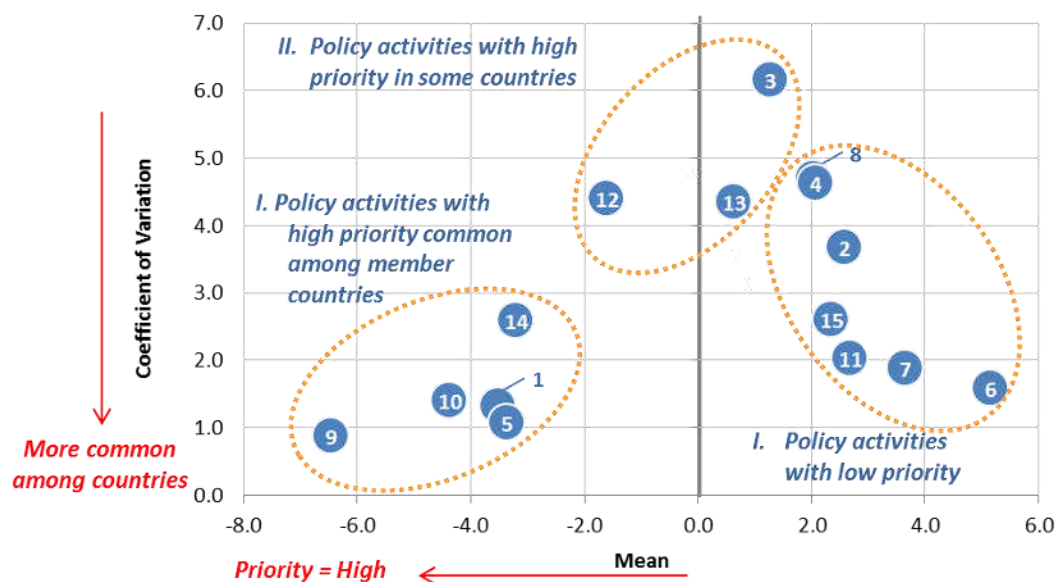 7.0
II. Policy activities with high
priority in some countries
3
6.0
5.0
8
4
12
13
4.0
I. Policy activities with
high priority common
among member
countries
2
3.0
14
15
2.0
11
7
6
10
1
5
9
1.0
I. Policy activities
with low priority
0.0
Coefficient of Variation
More common
among countries
-8.0 -6.0 -4.0 -2.0 0.0 2.0 4.0 6.0
Mean
Priority = High